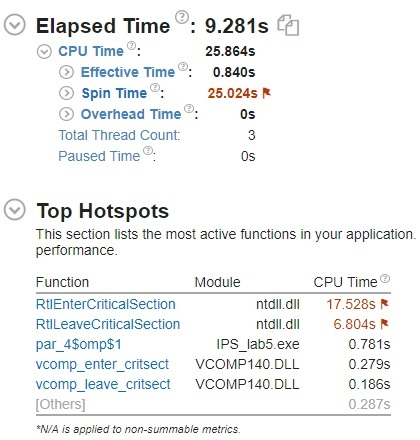 Elapsed Time ?: 9.281s
CPU Time ?: 25.864s
Effective Time ?: 0.840s
Spin Time ?: 25.024s
Overhead Time ?: 0s
Total Thread Count: 3
Paused Time ?: 0s
Top Hotspots
This section lists the most active functions in your application.
performance.
Function Module CPU Time ?
RtlEnterCriticalSection ntdll.dll 17.528s
RtlLeaveCriticalSection ntdll.dll 6.804s
par_4$omp$1 IPS_lab5.exe 0.781s
vcomp_enter_critsect VCOMP140.DLL 0.279s
vcomp_leave_critsect VCOMP140.DLL 0.186s
[Others] 0.287s
*N/A is applied to non-summable metrics.